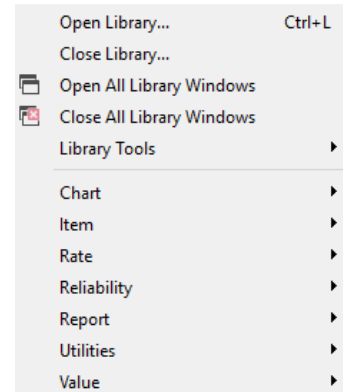 Open Library... Ctrl+L
Close Library...
Open All Library Windows
Close All Library Windows
Library Tools
Chart
Item
Rate
Reliability
Report
Utilities
Value